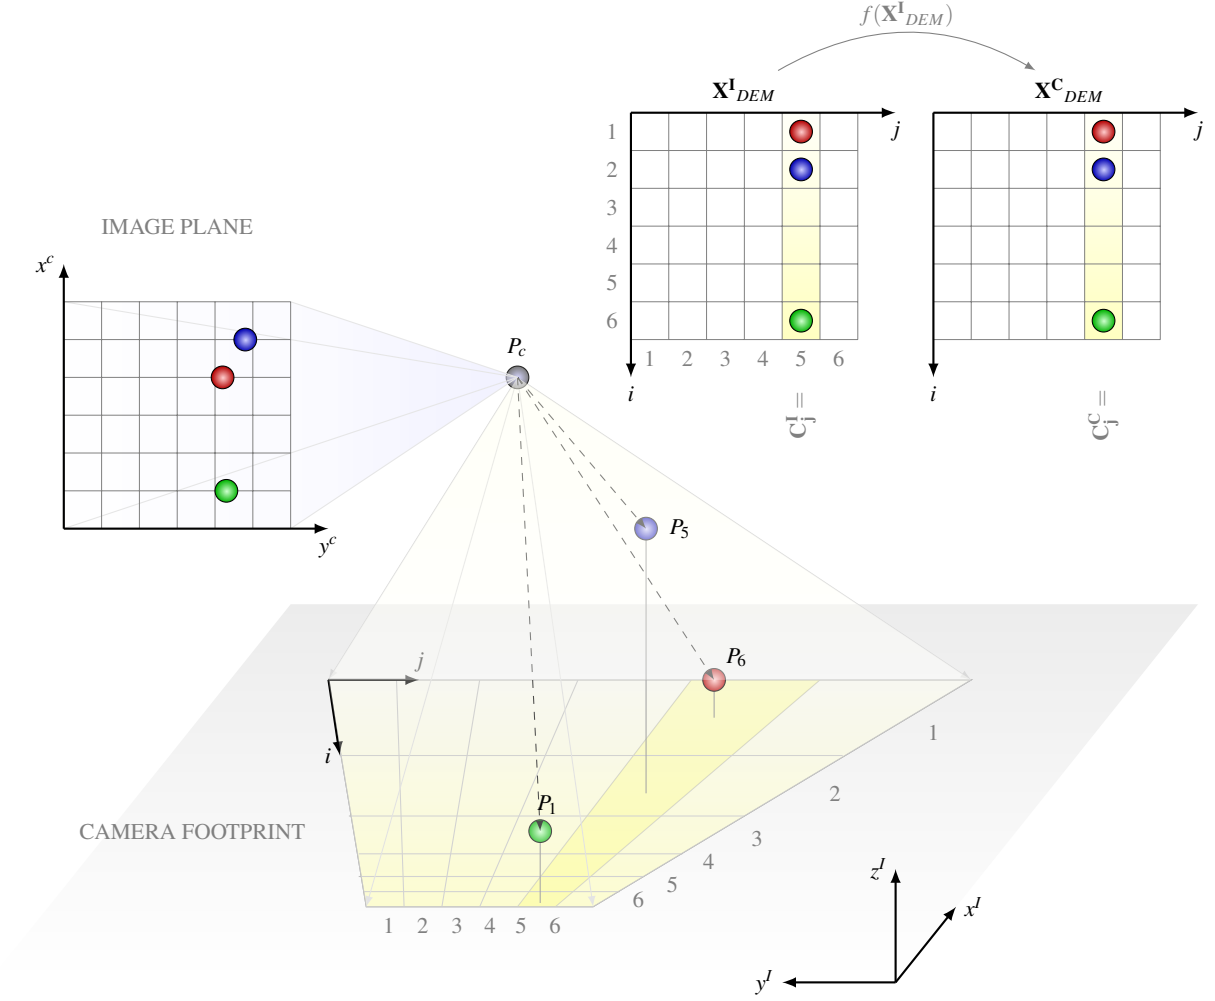 f(X^I_DEM)
X^I_DEM
X^C_DEM
1
2
3
4
5
6
j
j
1 2 3 4 5 6
i
i
C^I_j =
C^C_j =
IMAGE PLANE
x^c
y^c
P_c
P_5
P_6
P_1
j
i
1
2
3
4
5
6
CAMERA FOOTPRINT
1 2 3 4 5 6
z^I
x^I
y^I